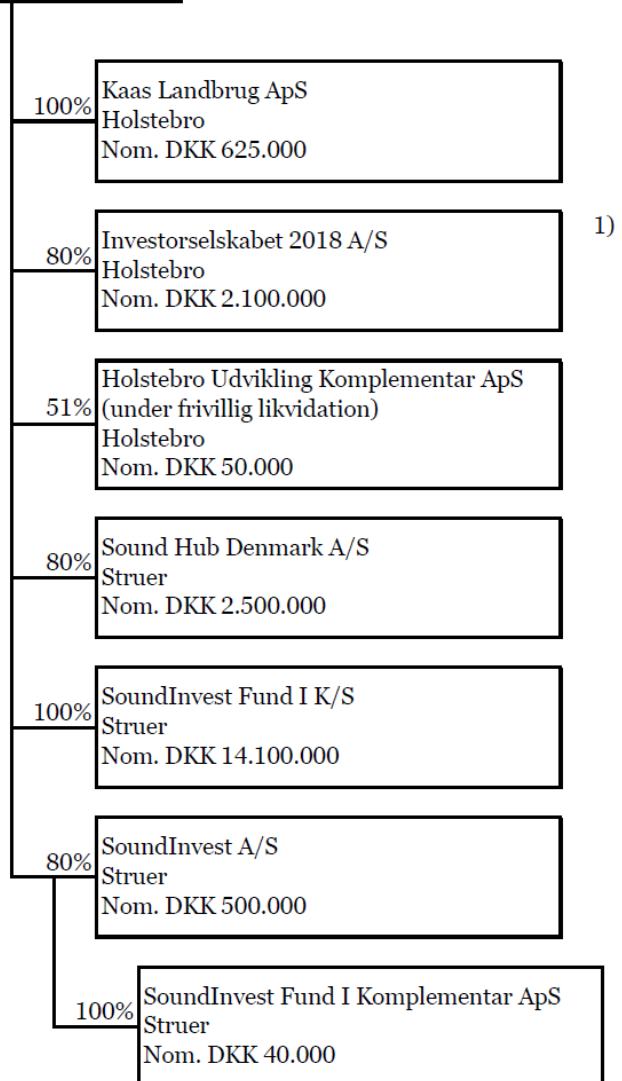 100%
Kaas Landbrug ApS
Holstebro
Nom. DKK 625.000
80%
Investorselskabet 2018 A/S
Holstebro
Nom. DKK 2.100.000
1)
51%
Holstebro Udvikling Komplementar ApS
(under frivillig likvidation)
Holstebro
Nom. DKK 50.000
80%
Sound Hub Denmark A/S
Struer
Nom. DKK 2.500.000
100%
SoundInvest Fund I K/S
Struer
Nom. DKK 14.100.000
80%
SoundInvest A/S
Struer
Nom. DKK 500.000
100%
SoundInvest Fund I Komplementar ApS
Struer
Nom. DKK 40.000